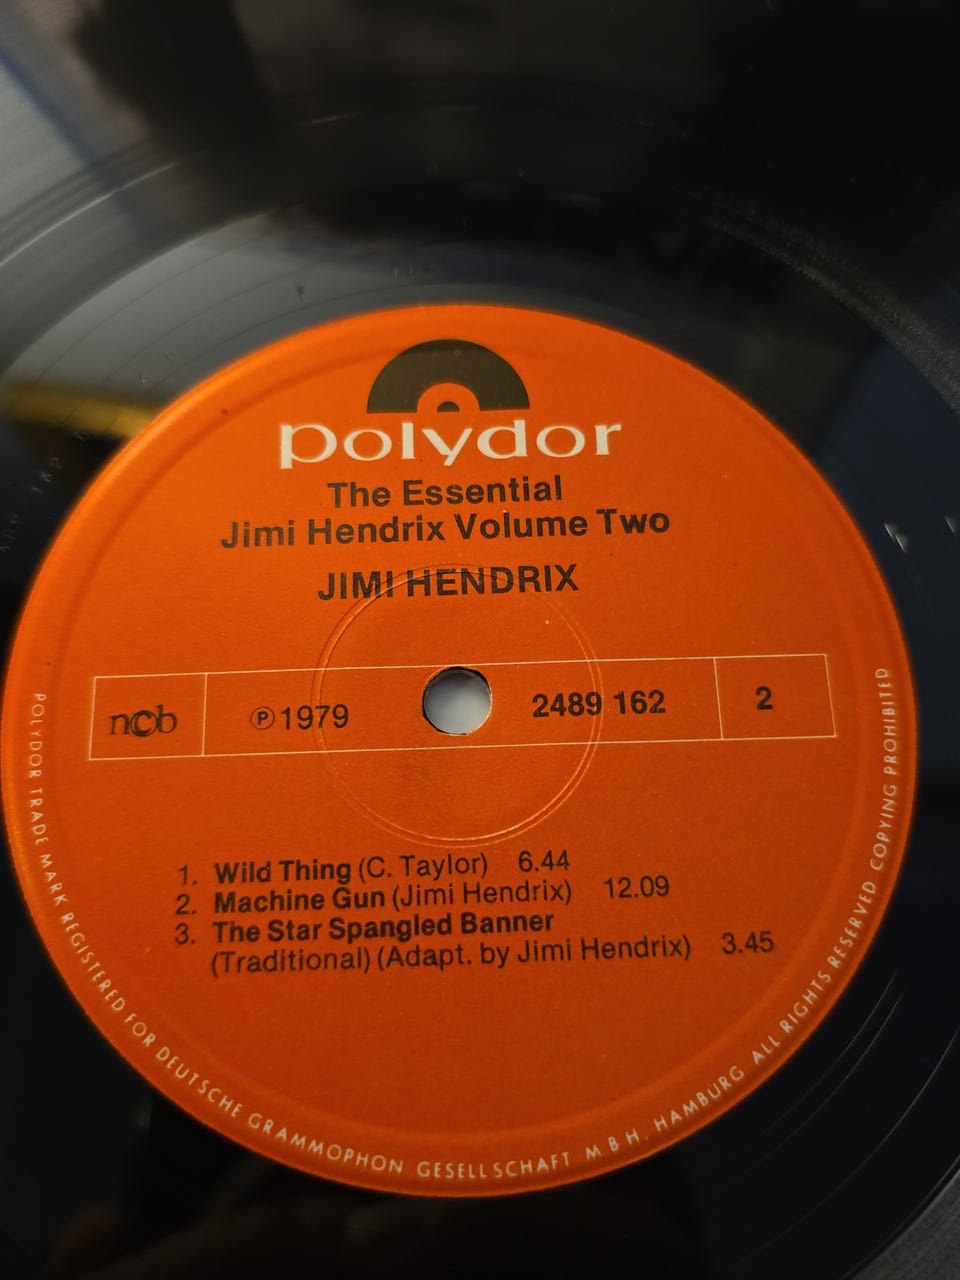 polydor
The Essential
Jimi Hendrix Volume Two
JIMI HENDRIX
ncb ℗1979 2489 162 2
1. Wild Thing (C. Taylor) 6.44
2. Machine Gun (Jimi Hendrix) 12.09
3. The Star Spangled Banner
(Traditional) (Adapt. by Jimi Hendrix) 3.45
POLYDOR TRADE MARK REGISTERED FOR DEUTSCHE GRAMMOPHON GESELLSCHAFT M B H, HAMBURG ALL RIGHTS RESERVED COPYING PROHIBITED